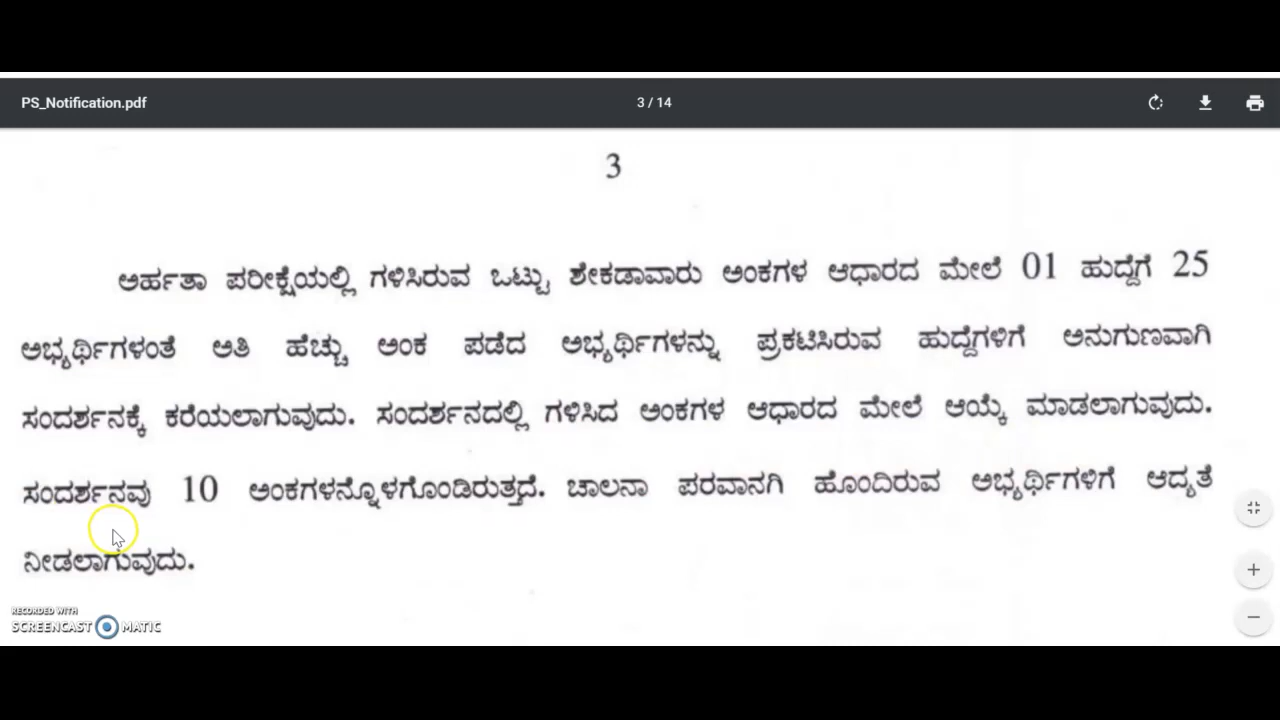 PS_Notification.pdf 3 / 14
3
ಅರ್ಹತಾ ಪರೀಕ್ಷೆಯಲ್ಲಿ ಗಳಿಸಿರುವ ಒಟ್ಟು ಶೇಕಡಾವಾರು ಅಂಕಗಳ ಆಧಾರದ ಮೇಲೆ 01 ಹುದ್ದೆಗೆ 25
ಅಭ್ಯರ್ಥಿಗಳಂತೆ ಅತಿ ಹೆಚ್ಚು ಅಂಕ ಪಡೆದ ಅಭ್ಯರ್ಥಿಗಳನ್ನು ಪ್ರಕಟಿಸಿರುವ ಹುದ್ದೆಗಳಿಗೆ ಅನುಗುಣವಾಗಿ
ಸಂದರ್ಶನಕ್ಕೆ ಕರೆಯಲಾಗುವುದು. ಸಂದರ್ಶನದಲ್ಲಿ ಗಳಿಸಿದ ಅಂಕಗಳ ಆಧಾರದ ಮೇಲೆ ಆಯ್ಕೆ ಮಾಡಲಾಗುವುದು.
ಸಂದರ್ಶನವು 10 ಅಂಕಗಳನ್ನೊಳಗೊಂಡಿರುತ್ತದೆ. ಚಾಲನಾ ಪರವಾನಗಿ ಹೊಂದಿರುವ ಅಭ್ಯರ್ಥಿಗಳಿಗೆ ಆದ್ಯತೆ
ನೀಡಲಾಗುವುದು.
RECORDED WITH
SCREENCAST MATIC